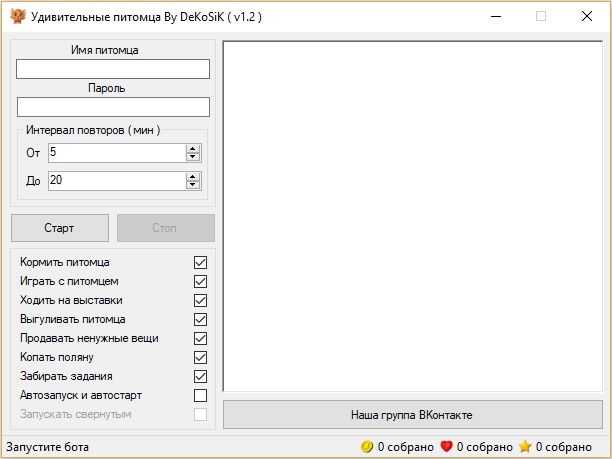 Удивительные питомца By DeKoSiK ( v1.2 )
Имя питомца
Пароль
Интервал повторов ( мин )
От 5
До 20
Старт Стоп
Кормить питомца
Играть с питомцем
Ходить на выставки
Выгуливать питомца
Продавать ненужные вещи
Копать поляну
Забирать задания
Автозапуск и автостарт
Запускать свернутым
Наша группа ВКонтакте
Запустите бота 0 собрано 0 собрано 0 собрано